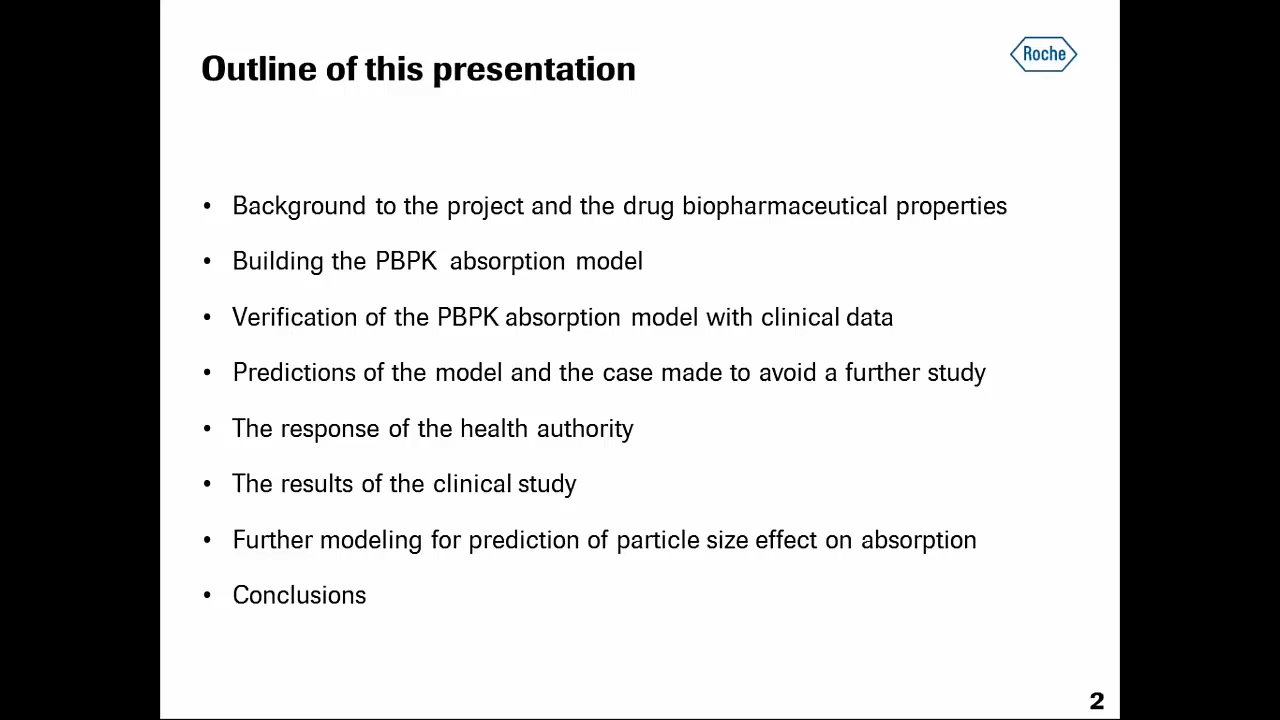 Outline of this presentation
Roche
• Background to the project and the drug biopharmaceutical properties
• Building the PBPK absorption model
• Verification of the PBPK absorption model with clinical data
• Predictions of the model and the case made to avoid a further study
• The response of the health authority
• The results of the clinical study
• Further modeling for prediction of particle size effect on absorption
• Conclusions
2